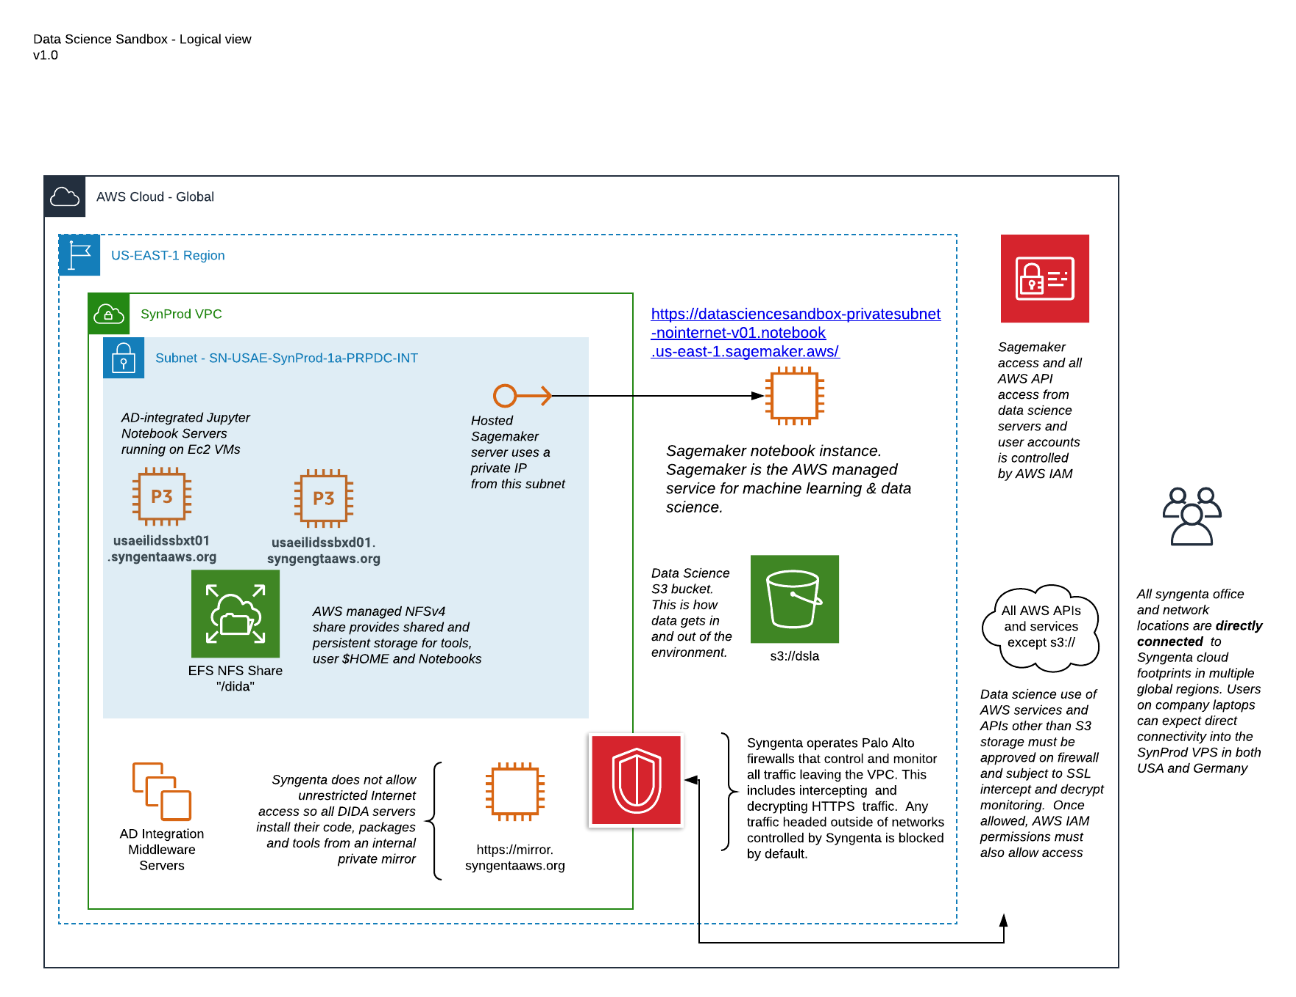 Data Science Sandbox - Logical view
v1.0
AWS Cloud - Global
US-EAST-1 Region
SynProd VPC
Subnet - SN-USAE-SynProd-1a-PRPDC-INT
AD-integrated Jupyter
Notebook Servers
running on Ec2 VMs
P3
usaeilidssbxt01
.syngentaaws.org
P3
usaeilidssbxd01.
syngengtaaws.org
Hosted
Sagemaker
server uses a
private IP
from this subnet
EFS NFS Share
"/dida"
AWS managed NFSv4
share provides shared and
persistent storage for tools,
user $HOME and Notebooks
AD Integration
Middleware
Servers
Syngenta does not allow
unrestricted Internet
access so all DIDA servers
install their code, packages
and tools from an internal
private mirror
https://mirror.
syngentaaws.org
https://datasciencesandbox-privatesubnet
-nointernet-v01.notebook
.us-east-1.sagemaker.aws/
Sagemaker notebook instance.
Sagemaker is the AWS managed
service for machine learning & data
science.
Data Science
S3 bucket.
This is how
data gets in
and out of the
environment.
s3://dsla
Syngenta operates Palo Alto
firewalls that control and monitor
all traffic leaving the VPC. This
includes intercepting and
decrypting HTTPS traffic. Any
traffic headed outside of networks
controlled by Syngenta is blocked
by default.
Sagemaker
access and all
AWS API
access from
data science
servers and
user accounts
is controlled
by AWS IAM
All AWS APIs
and services
except s3://
Data science use of
AWS services and
APIs other than S3
storage must be
approved on firewall
and subject to SSL
intercept and decrypt
monitoring. Once
allowed, AWS IAM
permissions must
also allow access
All syngenta office
and network
locations are directly
connected to
Syngenta cloud
footprints in multiple
global regions. Users
on company laptops
can expect direct
connectivity into the
SynProd VPS in both
USA and Germany